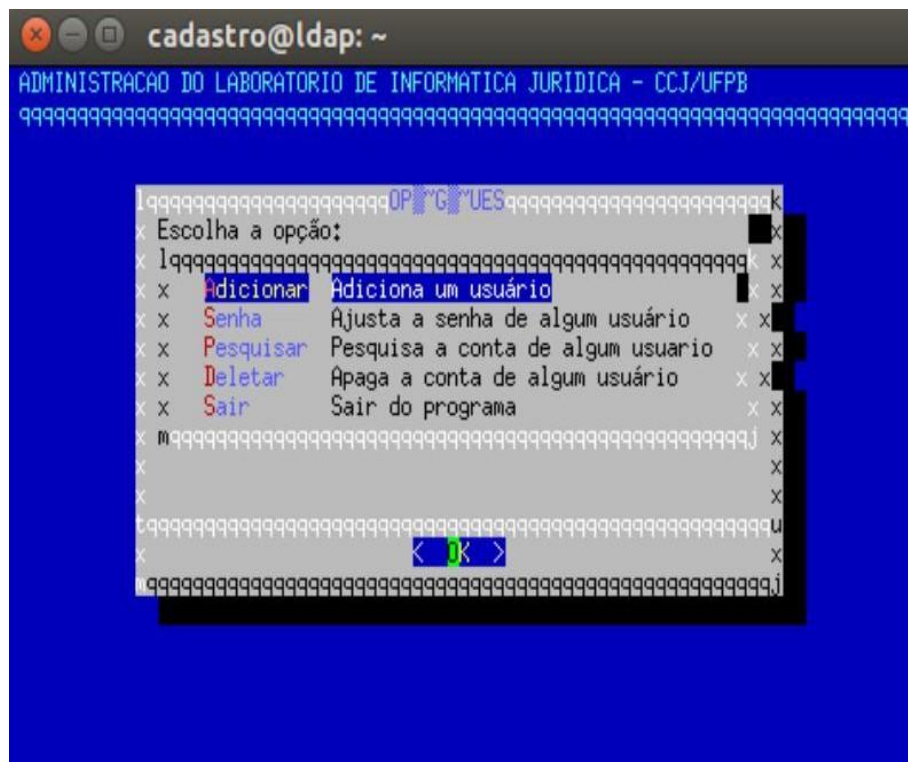 cadastro@ldap: ~
ADMINISTRACAO DO LABORATORIO DE INFORMATICA JURIDICA - CCJ/UFPB
Escolha a opção:
Adicionar Adiciona um usuário
Senha Ajusta a senha de algum usuário
Pesquisar Pesquisa a conta de algum usuario
Deletar Apaga a conta de algum usuário
Sair Sair do programa
< OK >